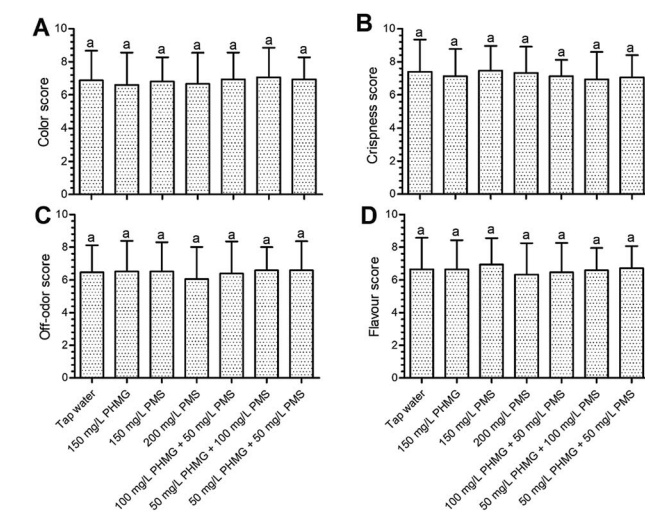 A
B
a a a a a a a
a a a a a a a
10
8
6
4
2
0
Color score
10
8
6
4
2
0
Crispness score
C
D
a a a a a a a
a a a a a a a
10
8
6
4
2
0
Off-odor score
10
8
6
4
2
0
Flavour score
Tap water
150 mg/L PHMG
150 mg/L PMS
200 mg/L PMS
100 mg/L PHMG + 50 mg/L PMS
50 mg/L PHMG + 100 mg/L PMS
50 mg/L PHMG + 50 mg/L PMS
Tap water
150 mg/L PHMG
150 mg/L PMS
200 mg/L PMS
100 mg/L PHMG + 50 mg/L PMS
50 mg/L PHMG + 100 mg/L PMS
50 mg/L PHMG + 50 mg/L PMS